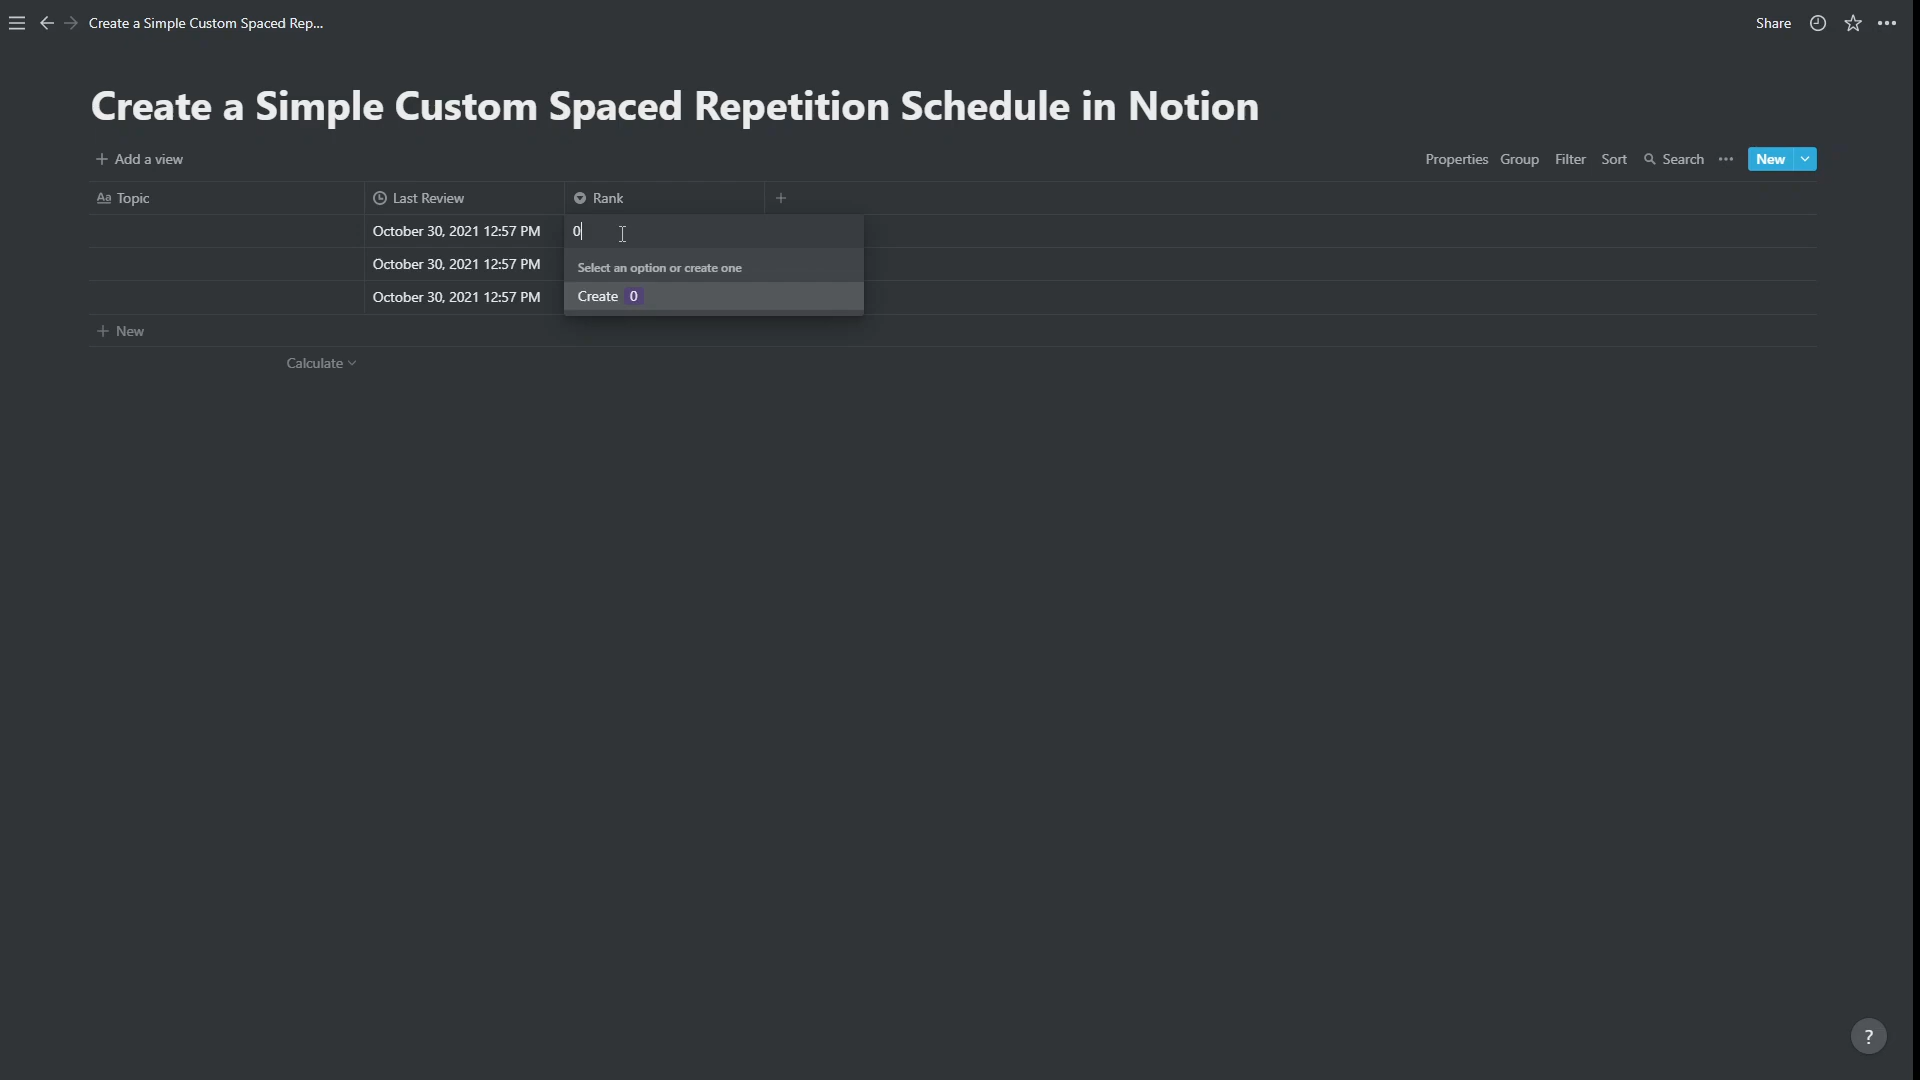 Create a Simple Custom Spaced Rep...
Share
Create a Simple Custom Spaced Repetition Schedule in Notion
Add a view
Properties Group Filter Sort Search New
Aa Topic Last Review Rank
October 30, 2021 12:57 PM 0
October 30, 2021 12:57 PM
Select an option or create one
October 30, 2021 12:57 PM
Create 0
New
Calculate
?